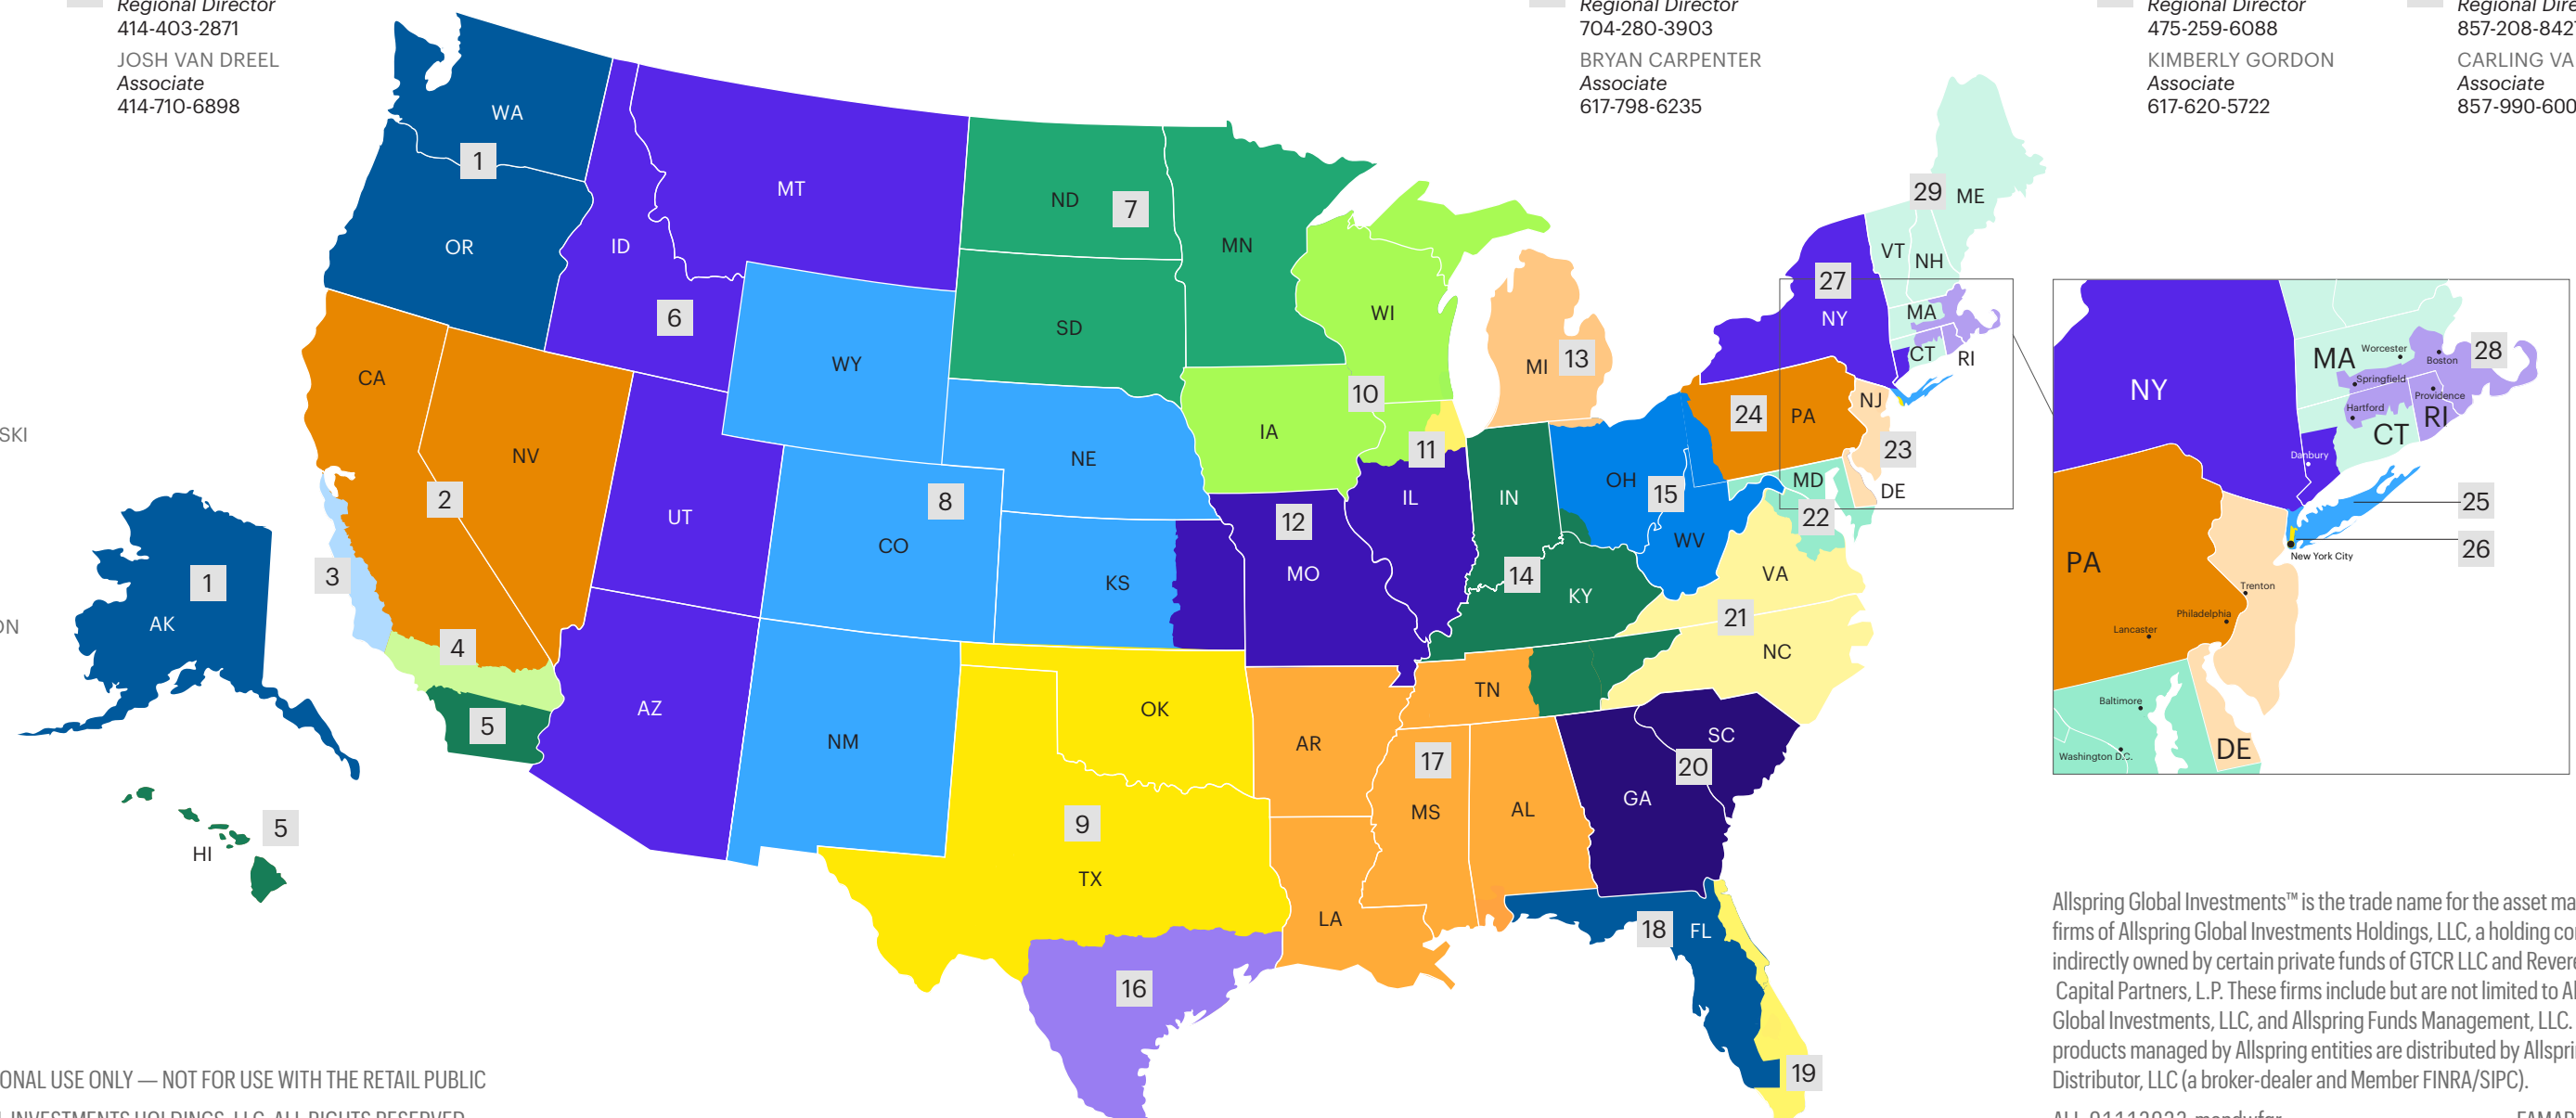 Regional Director
414-403-2871
JOSH VAN DREEL
Associate
414-710-6898
Regional Director
704-280-3903
BRYAN CARPENTER
Associate
617-798-6235
Regional Director
475-259-6088
KIMBERLY GORDON
Associate
617-620-5722
Regional Dire
857-208-842
CARLING VA
Associate
857-990-600
SKI
ON
WA
1
OR
MT
ID
6
ND
7
MN
SD
WY
WI
10
IA
MI
13
29
ME
VT
NH
27
NY
MA
CT
RI
24
PA
NJ
23
MD
DE
22
CA
NV
2
3
4
5
UT
AZ
8
CO
NE
KS
NM
12
MO
11
IL
IN
14
KY
OH
15
WV
VA
21
NC
TN
OK
9
TX
16
AR
LA
17
MS
AL
SC
20
GA
18
FL
19
1
AK
HI
5
NY
MA
Worcester
Boston
28
Springfield
Providence
Hartford
RI
CT
Danbury
25
26
New York City
PA
Trenton
Philadelphia
Lancaster
Baltimore
Washington D.C.
DE
Allspring Global Investments™ is the trade name for the asset ma
firms of Allspring Global Investments Holdings, LLC, a holding co
indirectly owned by certain private funds of GTCR LLC and Revere
Capital Partners, L.P. These firms include but are not limited to Al
Global Investments, LLC, and Allspring Funds Management, LLC.
products managed by Allspring entities are distributed by Allspri
Distributor, LLC (a broker-dealer and Member FINRA/SIPC).
ONAL USE ONLY — NOT FOR USE WITH THE RETAIL PUBLIC
INVESTMENTS HOLDINGS, LLC. ALL RIGHTS RESERVED